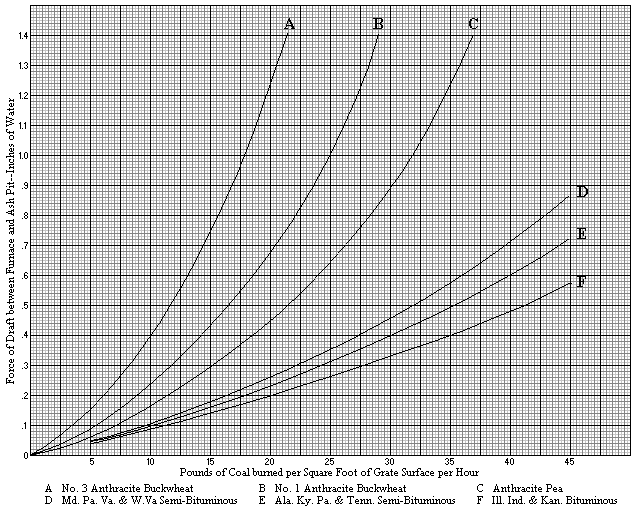 A B C
1.4
1.3
1.2
1.1
1.0
.9
D
.8
E
.7
.6
F
.5
.4
.3
.2
.1
0
Force of Draft between Furnace and Ash Pit--Inches of Water
5 10 15 20 25 30 35 40 45
Pounds of Coal burned per Square Foot of Grate Surface per Hour
A No. 3 Anthracite Buckwheat B No. 1 Anthracite Buckwheat C Anthracite Pea
D Md. Pa. Va. & W.Va Semi-Bituminous E Ala. Ky. Pa. & Tenn. Semi-Bituminous F Ill. Ind. & Kan. Bituminous